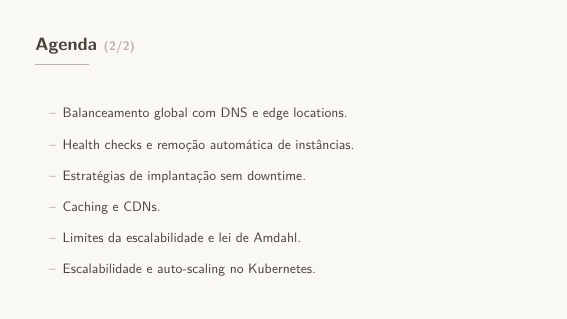 Agenda (2/2)
– Balanceamento global com DNS e edge locations.
– Health checks e remoção automática de instâncias.
– Estratégias de implantação sem downtime.
– Caching e CDNs.
– Limites da escalabilidade e lei de Amdahl.
– Escalabilidade e auto-scaling no Kubernetes.